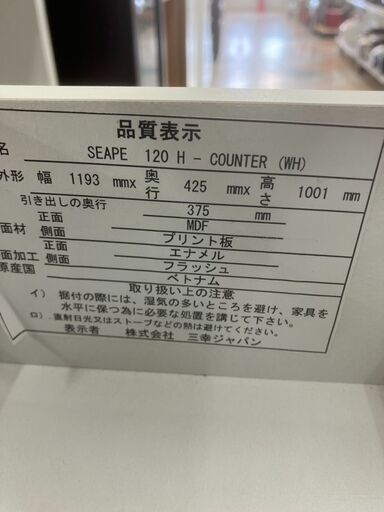 品質表示
名 SEAPE 120 H - COUNTER (WH)
外形 幅 1193 mmx 奥行 425 mmx 高さ 1001 mm
引き出しの奥行 375 mm
正面 MDF
面材 側面 プリント板
正面 エナメル
面加工 側面 フラッシュ
原産国 ベトナム
取り扱い上の注意
イ) 据付の際には、湿気の多いところを避け、家具を
水平に保つ為に必要な処置を講じて下さい。
ロ) .直射日光又はストーブなどの熱は避けてください。
表示者 株式会社 三幸ジャパン